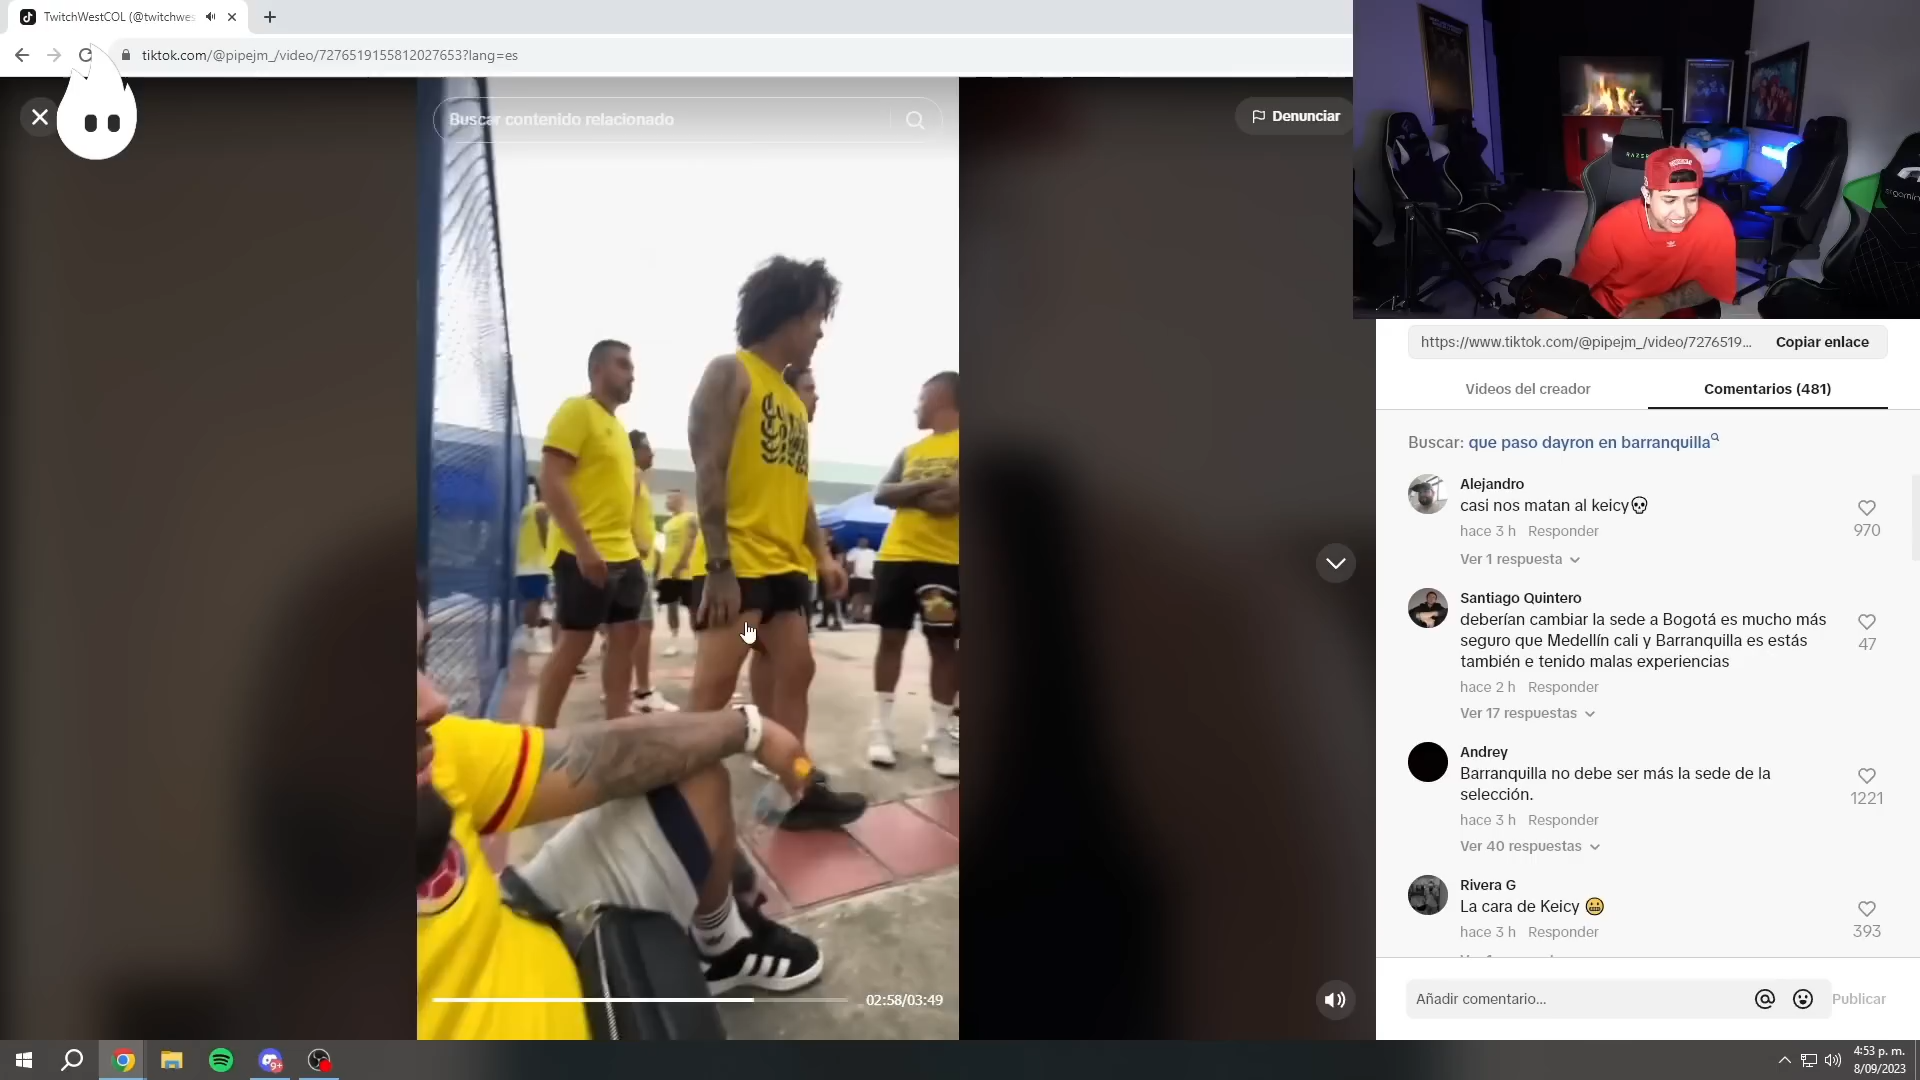 TwitchWestCOL (@twitchwes
tiktok.com/@pipejm_/video/7276519155812027653?lang=es
Buscar contenido relacionado
Denunciar
https://www.tiktok.com/@pipejm_/video/7276519...
Copiar enlace
Videos del creador
Comentarios (481)
Buscar: que paso dayron en barranquilla
Alejandro
casi nos matan al keicy💀
970
hace 3 h Responder
Ver 1 respuesta
Santiago Quintero
deberían cambiar la sede a Bogotá es mucho más
seguro que Medellín cali y Barranquilla es estás
también e tenido malas experiencias
47
hace 2 h Responder
Ver 17 respuestas
Andrey
Barranquilla no debe ser más la sede de la
selección.
1221
hace 3 h Responder
Ver 40 respuestas
Rivera G
La cara de Keicy 😬
393
hace 3 h Responder
02:58/03:49
Añadir comentario...
Publicar
9+
4:53 p. m.
8/09/2023